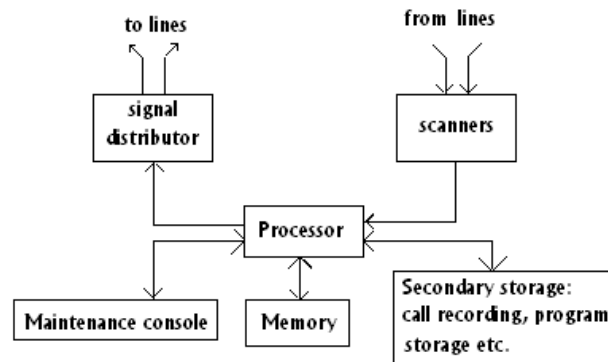 to lines
from lines
signal
distributor
scanners
Processor
Maintenance console
Memory
Secondary storage:
call recording, program
storage etc.